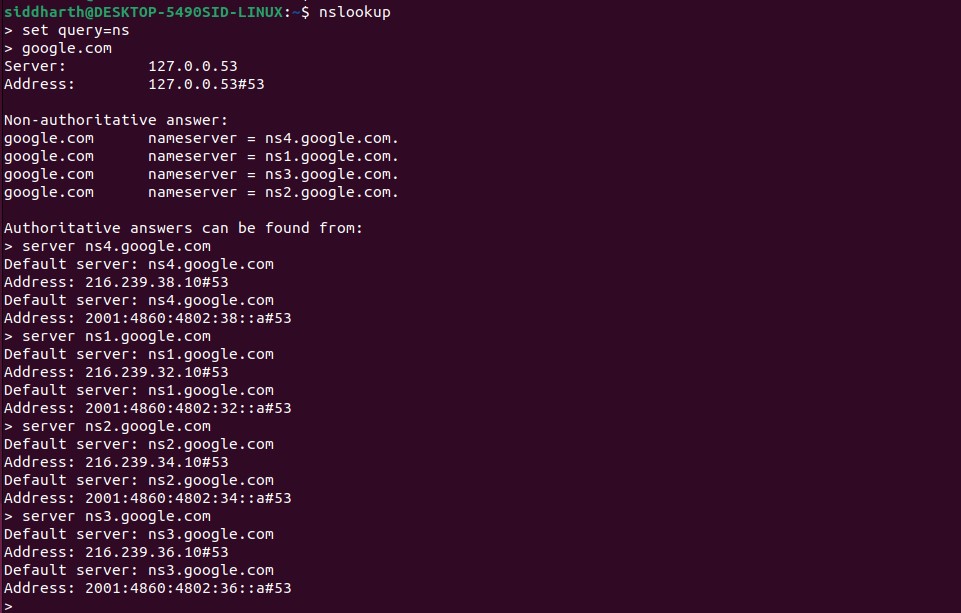 siddharth@DESKTOP-5490SID-LINUX:~$ nslookup
> set query=ns
> google.com
Server:         127.0.0.53
Address:        127.0.0.53#53

Non-authoritative answer:
google.com      nameserver = ns4.google.com.
google.com      nameserver = ns1.google.com.
google.com      nameserver = ns3.google.com.
google.com      nameserver = ns2.google.com.

Authoritative answers can be found from:
> server ns4.google.com
Default server: ns4.google.com
Address: 216.239.38.10#53
Default server: ns4.google.com
Address: 2001:4860:4802:38::a#53
> server ns1.google.com
Default server: ns1.google.com
Address: 216.239.32.10#53
Default server: ns1.google.com
Address: 2001:4860:4802:32::a#53
> server ns2.google.com
Default server: ns2.google.com
Address: 216.239.34.10#53
Default server: ns2.google.com
Address: 2001:4860:4802:34::a#53
> server ns3.google.com
Default server: ns3.google.com
Address: 216.239.36.10#53
Default server: ns3.google.com
Address: 2001:4860:4802:36::a#53
>